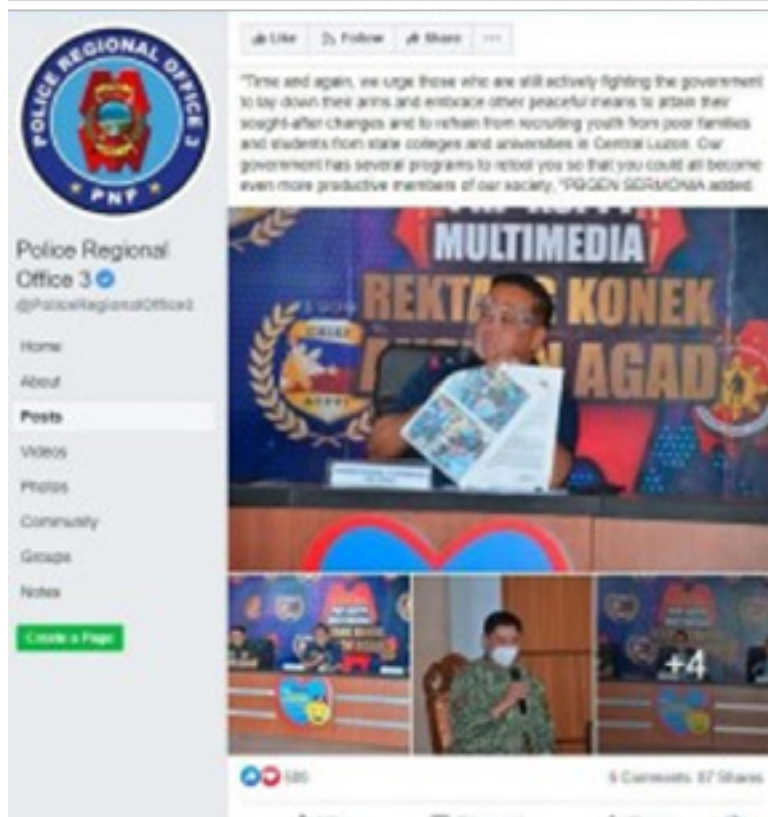 POLICE REGIONAL OFFICE 3
PNP
Police Regional
Office 3
@PoliceRegionalOffice3
Home
About
Posts
Videos
Photos
Community
Groups
Notes
Create a Page
Like Follow Share ...
"Time and again, we urge those who are still actively fighting the government
to lay down their arms and embrace other peaceful means to attain their
sought-after changes and to refrain from recruiting youth from poor families
and students from state colleges and universities in Central Luzon. Our
government has several programs to retool you so that you could all become
even more productive members of our society, "PBGEN SERMONIA added.
MULTIMEDIA
REKTA KONEK
AGAD
CHIEF
+4
6 Comments 87 Shares